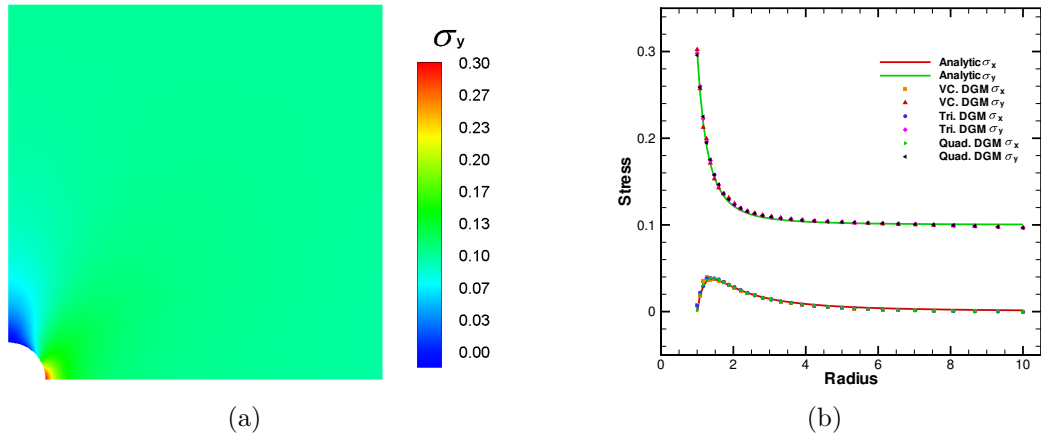 σy
0.30
0.27
0.23
0.20
0.17
0.13
0.10
0.07
0.03
0.00
(a)
Stress
0.3
0.2
0.1
0
2
4
6
8
10
Radius
Analytic σx
Analytic σy
VC. DGM σx
VC. DGM σy
Tri. DGM σx
Tri. DGM σy
Quad. DGM σx
Quad. DGM σy
(b)